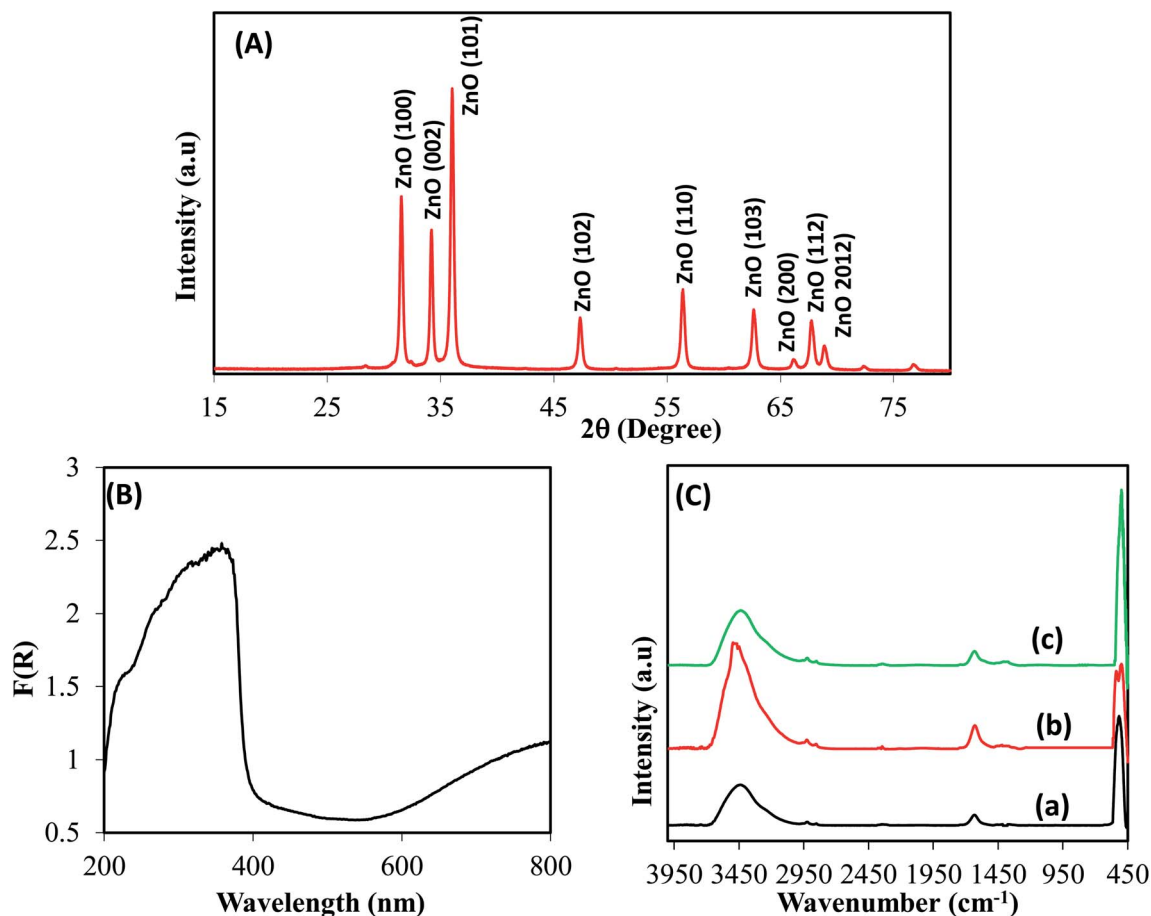 (A)
Intensity (a.u)
ZnO (100)
ZnO (002)
ZnO (101)
ZnO (102)
ZnO (110)
ZnO (103)
ZnO (200)
ZnO (112)
ZnO 2012)
15 25 35 45 55 65 75
2θ (Degree)
(B)
F(R)
3
2.5
2
1.5
1
0.5
200 400 600 800
Wavelength (nm)
(C)
Intensity (a.u)
(c)
(b)
(a)
3950 3450 2950 2450 1950 1450 950 450
Wavenumber (cm⁻¹)